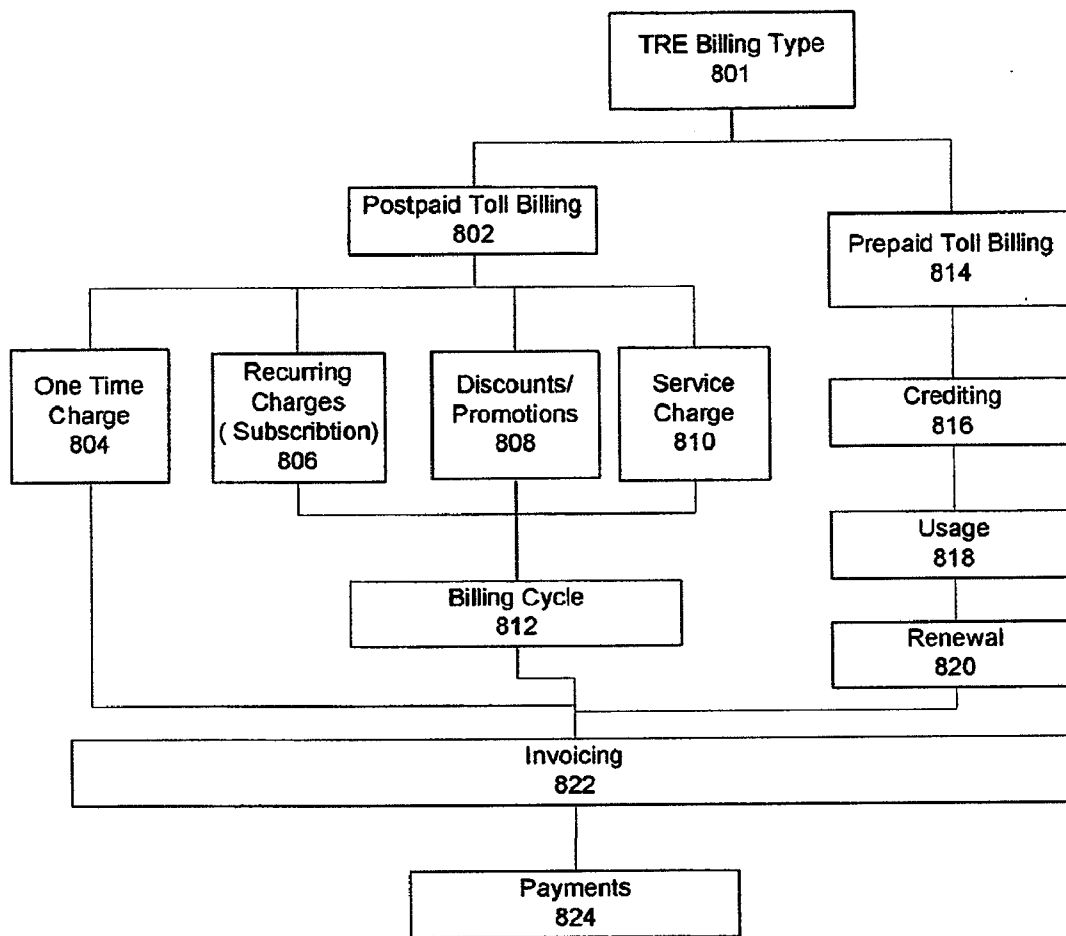 TRE Billing Type
801
Postpaid Toll Billing
802
Prepaid Toll Billing
814
One Time
Charge
804
Recurring
Charges
( Subscribtion)
806
Discounts/
Promotions
808
Service
Charge
810
Crediting
816
Usage
818
Billing Cycle
812
Renewal
820
Invoicing
822
Payments
824